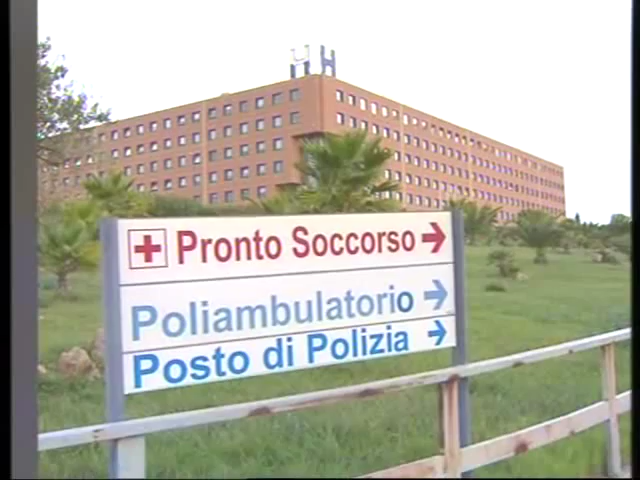 H H
Pronto Soccorso
Poliambulatorio
Posto di Polizia